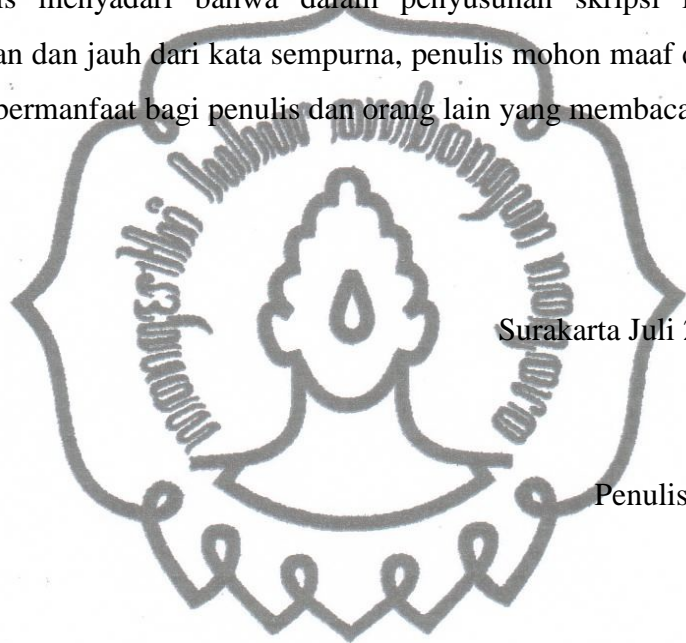 menyadari bahwa dalam penyusunan skripsi
dan jauh dari kata sempurna, penulis mohon maaf
bermanfaat bagi penulis dan orang lain yang membaca
Surakarta Juli
Penulis